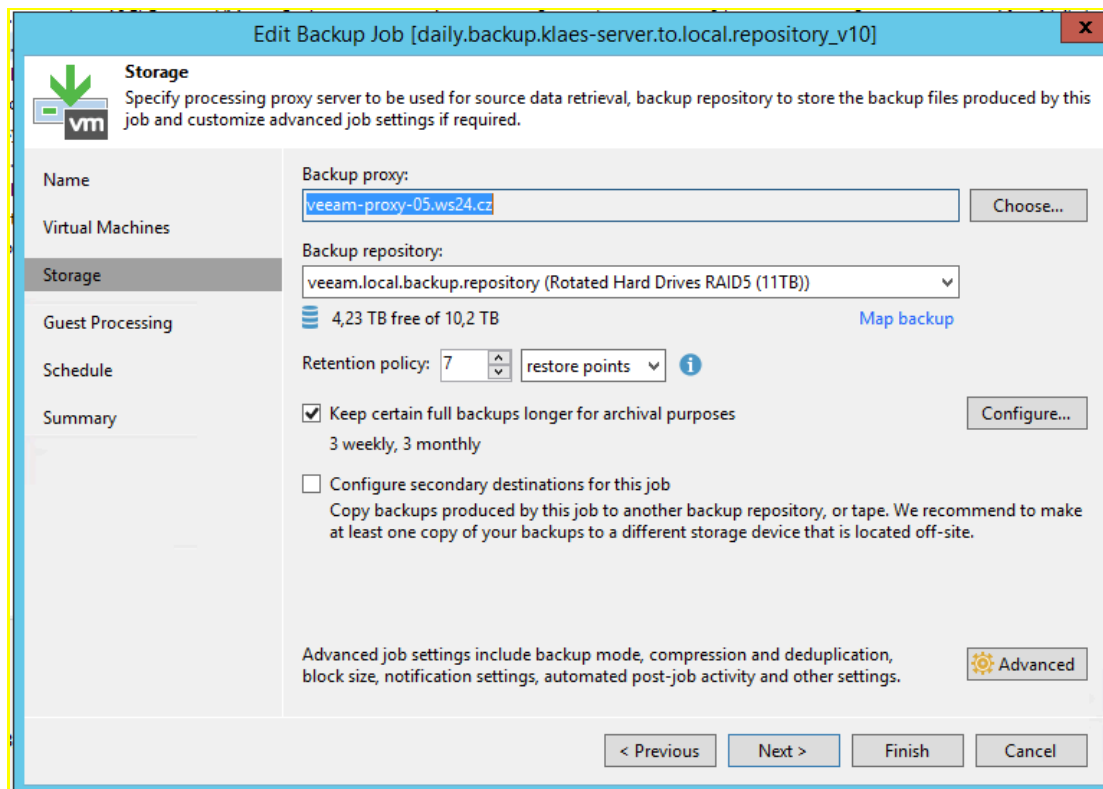 Edit Backup Job [daily.backup.klaes-server.to.local.repository_v10]
x
Storage
Specify processing proxy server to be used for source data retrieval, backup repository to store the backup files produced by this
job and customize advanced job settings if required.
vm
Name
Virtual Machines
Storage
Guest Processing
Schedule
Summary
Backup proxy:
veeam-proxy-05.ws24.cz
Choose...
Backup repository:
veeam.local.backup.repository (Rotated Hard Drives RAID5 (11TB))
4,23 TB free of 10,2 TB
Map backup
Retention policy: 7 restore points
Keep certain full backups longer for archival purposes
Configure...
3 weekly, 3 monthly
Configure secondary destinations for this job
Copy backups produced by this job to another backup repository, or tape. We recommend to make
at least one copy of your backups to a different storage device that is located off-site.
Advanced job settings include backup mode, compression and deduplication,
block size, notification settings, automated post-job activity and other settings.
Advanced
< Previous
Next >
Finish
Cancel